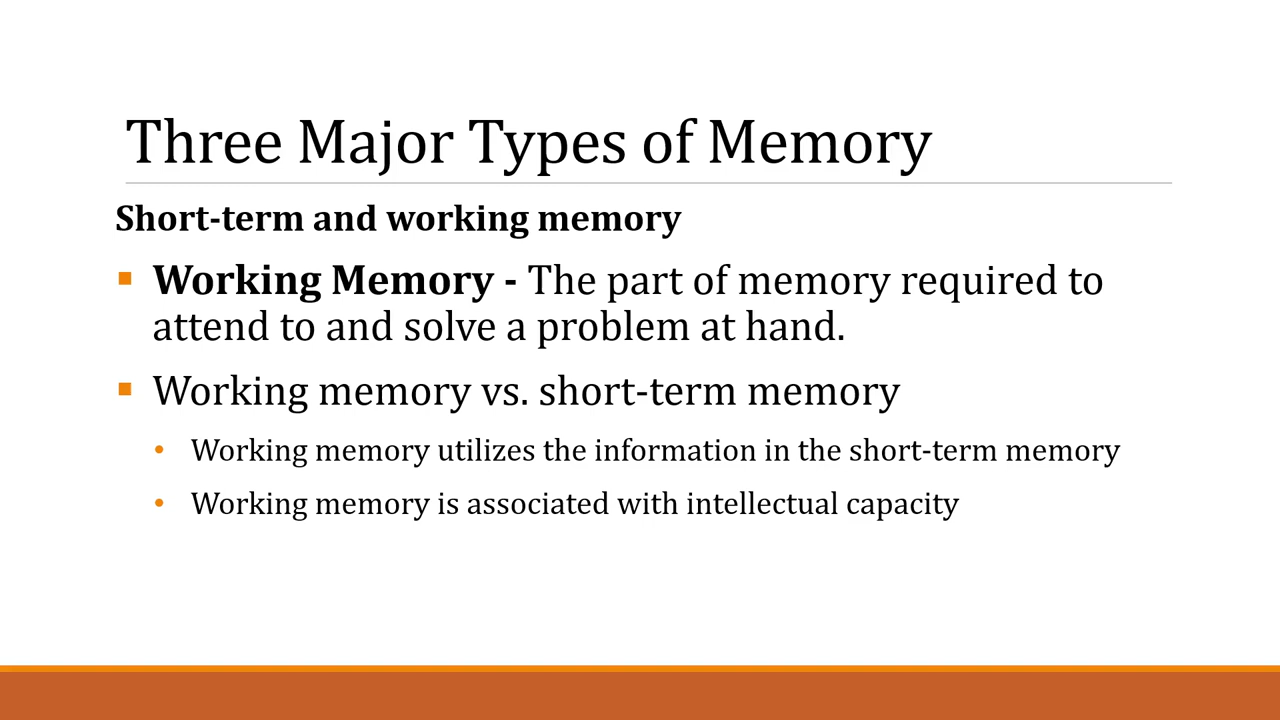 Three Major Types of Memory
Short-term and working memory
▪ Working Memory - The part of memory required to
attend to and solve a problem at hand.
▪ Working memory vs. short-term memory
• Working memory utilizes the information in the short-term memory
• Working memory is associated with intellectual capacity